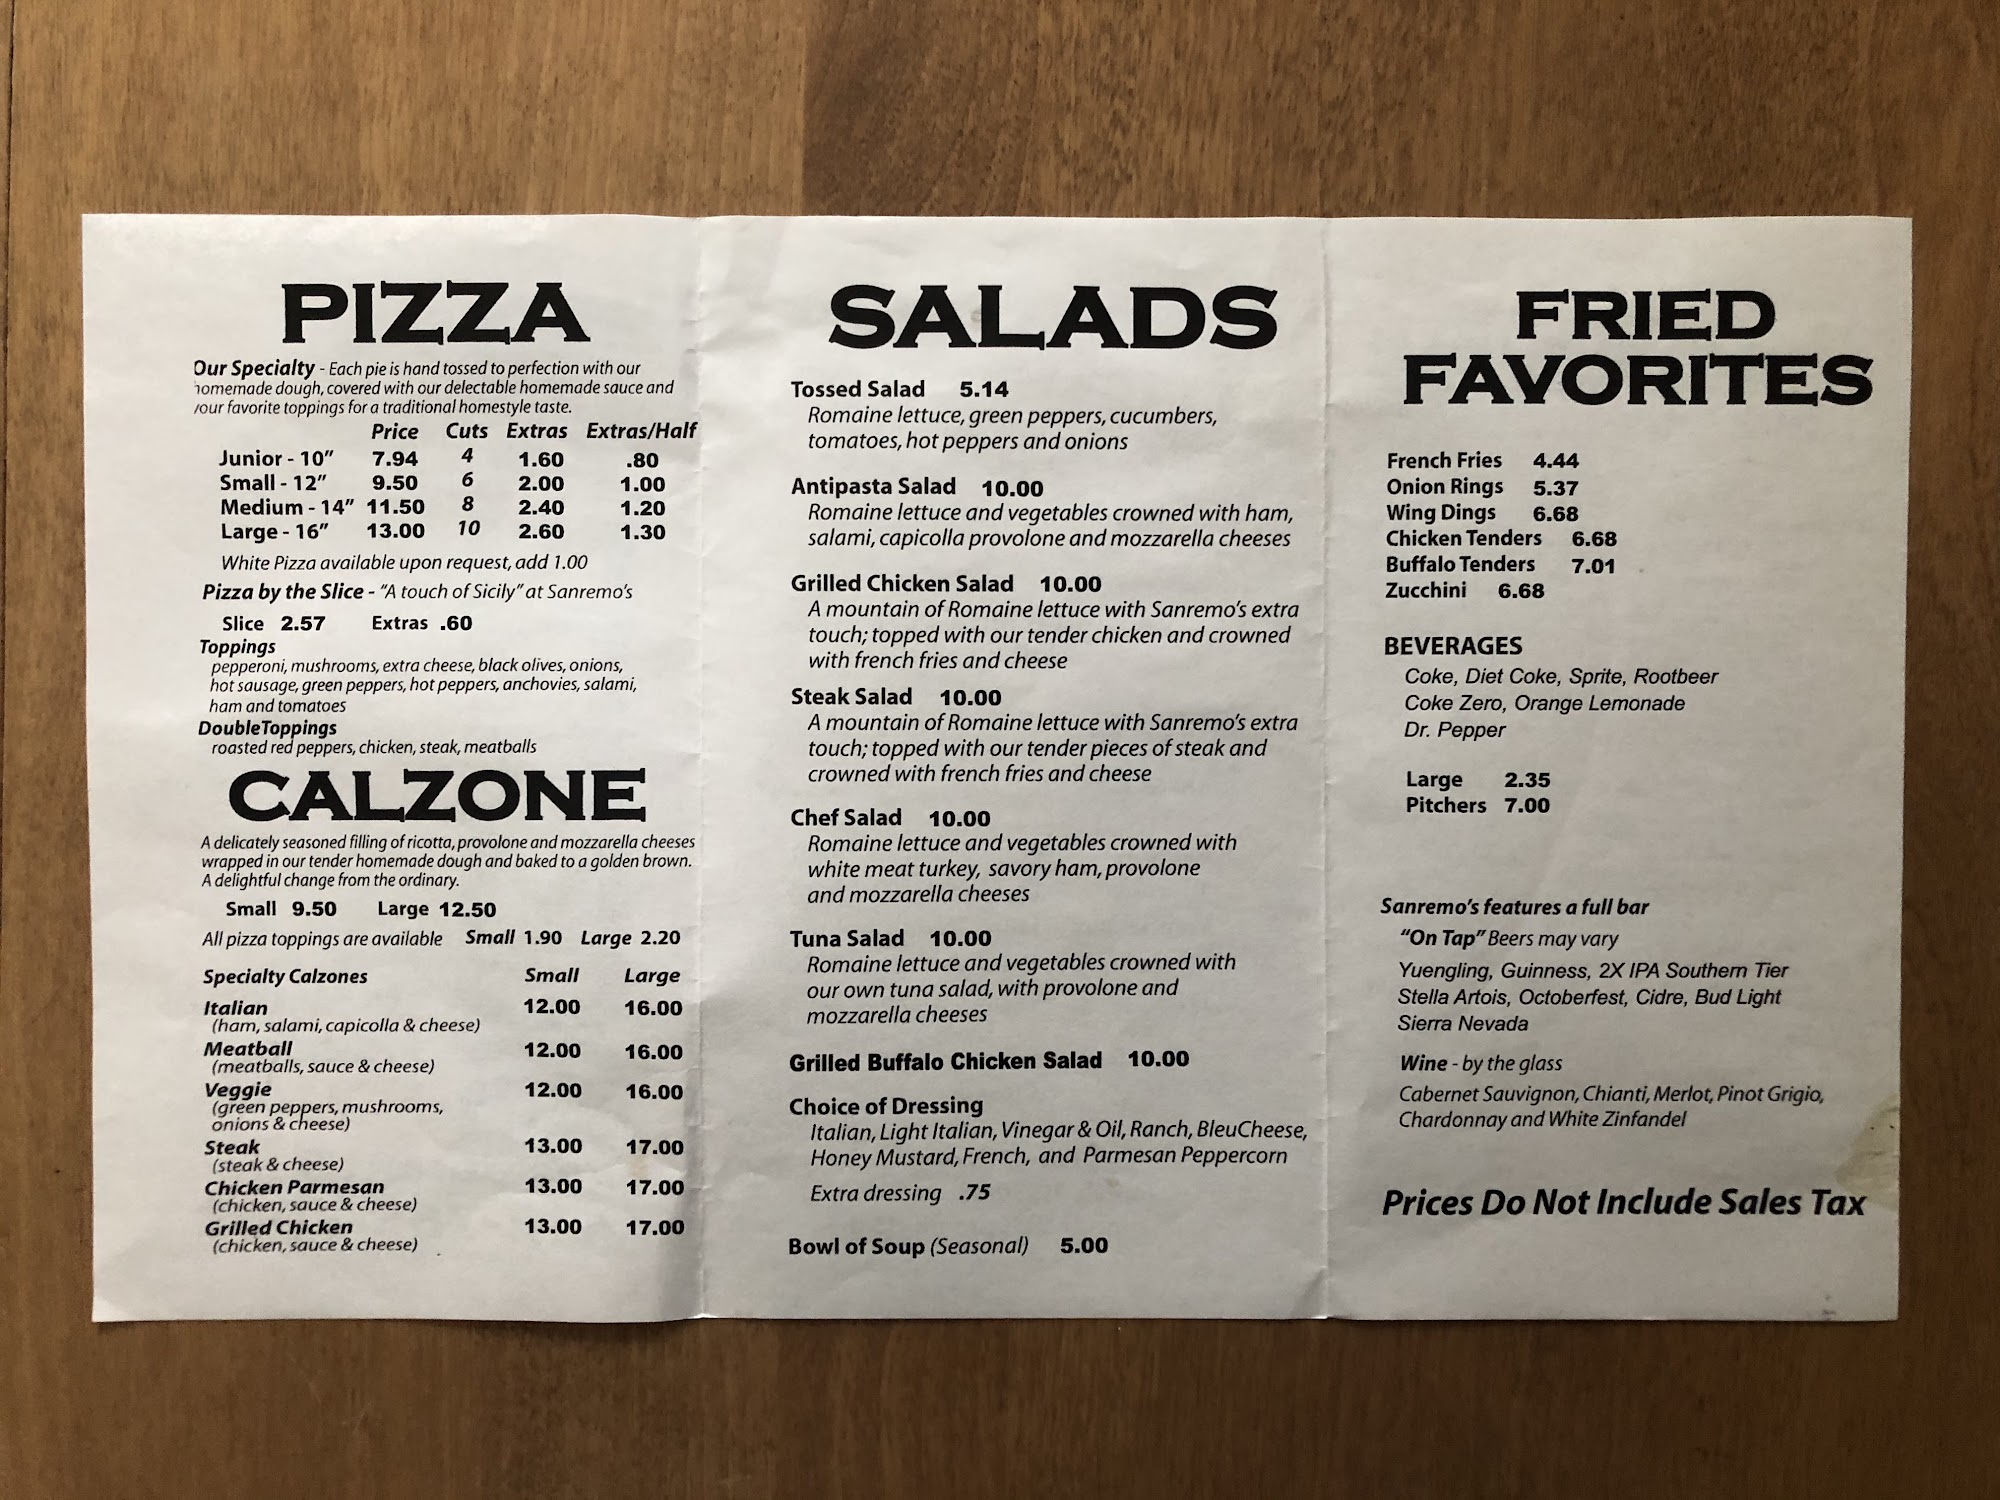 PIZZA
Our Specialty - Each pie is hand tossed to perfection with our
homemade dough, covered with our delectable homemade sauce and
your favorite toppings for a traditional homestyle taste.
Price Cuts Extras Extras/Half
Junior - 10" 7.94 4 1.60 .80
Small - 12" 9.50 6 2.00 1.00
Medium - 14" 11.50 8 2.40 1.20
Large - 16" 13.00 10 2.60 1.30
White Pizza available upon request, add 1.00
Pizza by the Slice - "A touch of Sicily" at Sanremo's
Slice 2.57 Extras .60
Toppings
pepperoni, mushrooms, extra cheese, black olives, onions,
hot sausage, green peppers, hot peppers, anchovies, salami,
ham and tomatoes
DoubleToppings
roasted red peppers, chicken, steak, meatballs
CALZONE
A delicately seasoned filling of ricotta, provolone and mozzarella cheeses
wrapped in our tender homemade dough and baked to a golden brown.
A delightful change from the ordinary.
Small 9.50 Large 12.50
All pizza toppings are available Small 1.90 Large 2.20
Specialty Calzones Small Large
Italian 12.00 16.00
(ham, salami, capicolla & cheese)
Meatball 12.00 16.00
(meatballs, sauce & cheese)
Veggie 12.00 16.00
(green peppers, mushrooms,
onions & cheese)
Steak 13.00 17.00
(steak & cheese)
Chicken Parmesan 13.00 17.00
(chicken, sauce & cheese)
Grilled Chicken 13.00 17.00
(chicken, sauce & cheese)
SALADS
Tossed Salad 5.14
Romaine lettuce, green peppers, cucumbers,
tomatoes, hot peppers and onions
Antipasta Salad 10.00
Romaine lettuce and vegetables crowned with ham,
salami, capicolla provolone and mozzarella cheeses
Grilled Chicken Salad 10.00
A mountain of Romaine lettuce with Sanremo's extra
touch; topped with our tender chicken and crowned
with french fries and cheese
Steak Salad 10.00
A mountain of Romaine lettuce with Sanremo's extra
touch; topped with our tender pieces of steak and
crowned with french fries and cheese
Chef Salad 10.00
Romaine lettuce and vegetables crowned with
white meat turkey, savory ham, provolone
and mozzarella cheeses
Tuna Salad 10.00
Romaine lettuce and vegetables crowned with
our own tuna salad, with provolone and
mozzarella cheeses
Grilled Buffalo Chicken Salad 10.00
Choice of Dressing
Italian, Light Italian, Vinegar & Oil, Ranch, BleuCheese,
Honey Mustard, French, and Parmesan Peppercorn
Extra dressing .75
Bowl of Soup (Seasonal) 5.00
FRIED
FAVORITES
French Fries 4.44
Onion Rings 5.37
Wing Dings 6.68
Chicken Tenders 6.68
Buffalo Tenders 7.01
Zucchini 6.68
BEVERAGES
Coke, Diet Coke, Sprite, Rootbeer
Coke Zero, Orange Lemonade
Dr. Pepper
Large 2.35
Pitchers 7.00
Sanremo's features a full bar
"On Tap" Beers may vary
Yuengling, Guinness, 2X IPA Southern Tier
Stella Artois, Octoberfest, Cidre, Bud Light
Sierra Nevada
Wine - by the glass
Cabernet Sauvignon, Chianti, Merlot, Pinot Grigio,
Chardonnay and White Zinfandel
Prices Do Not Include Sales Tax